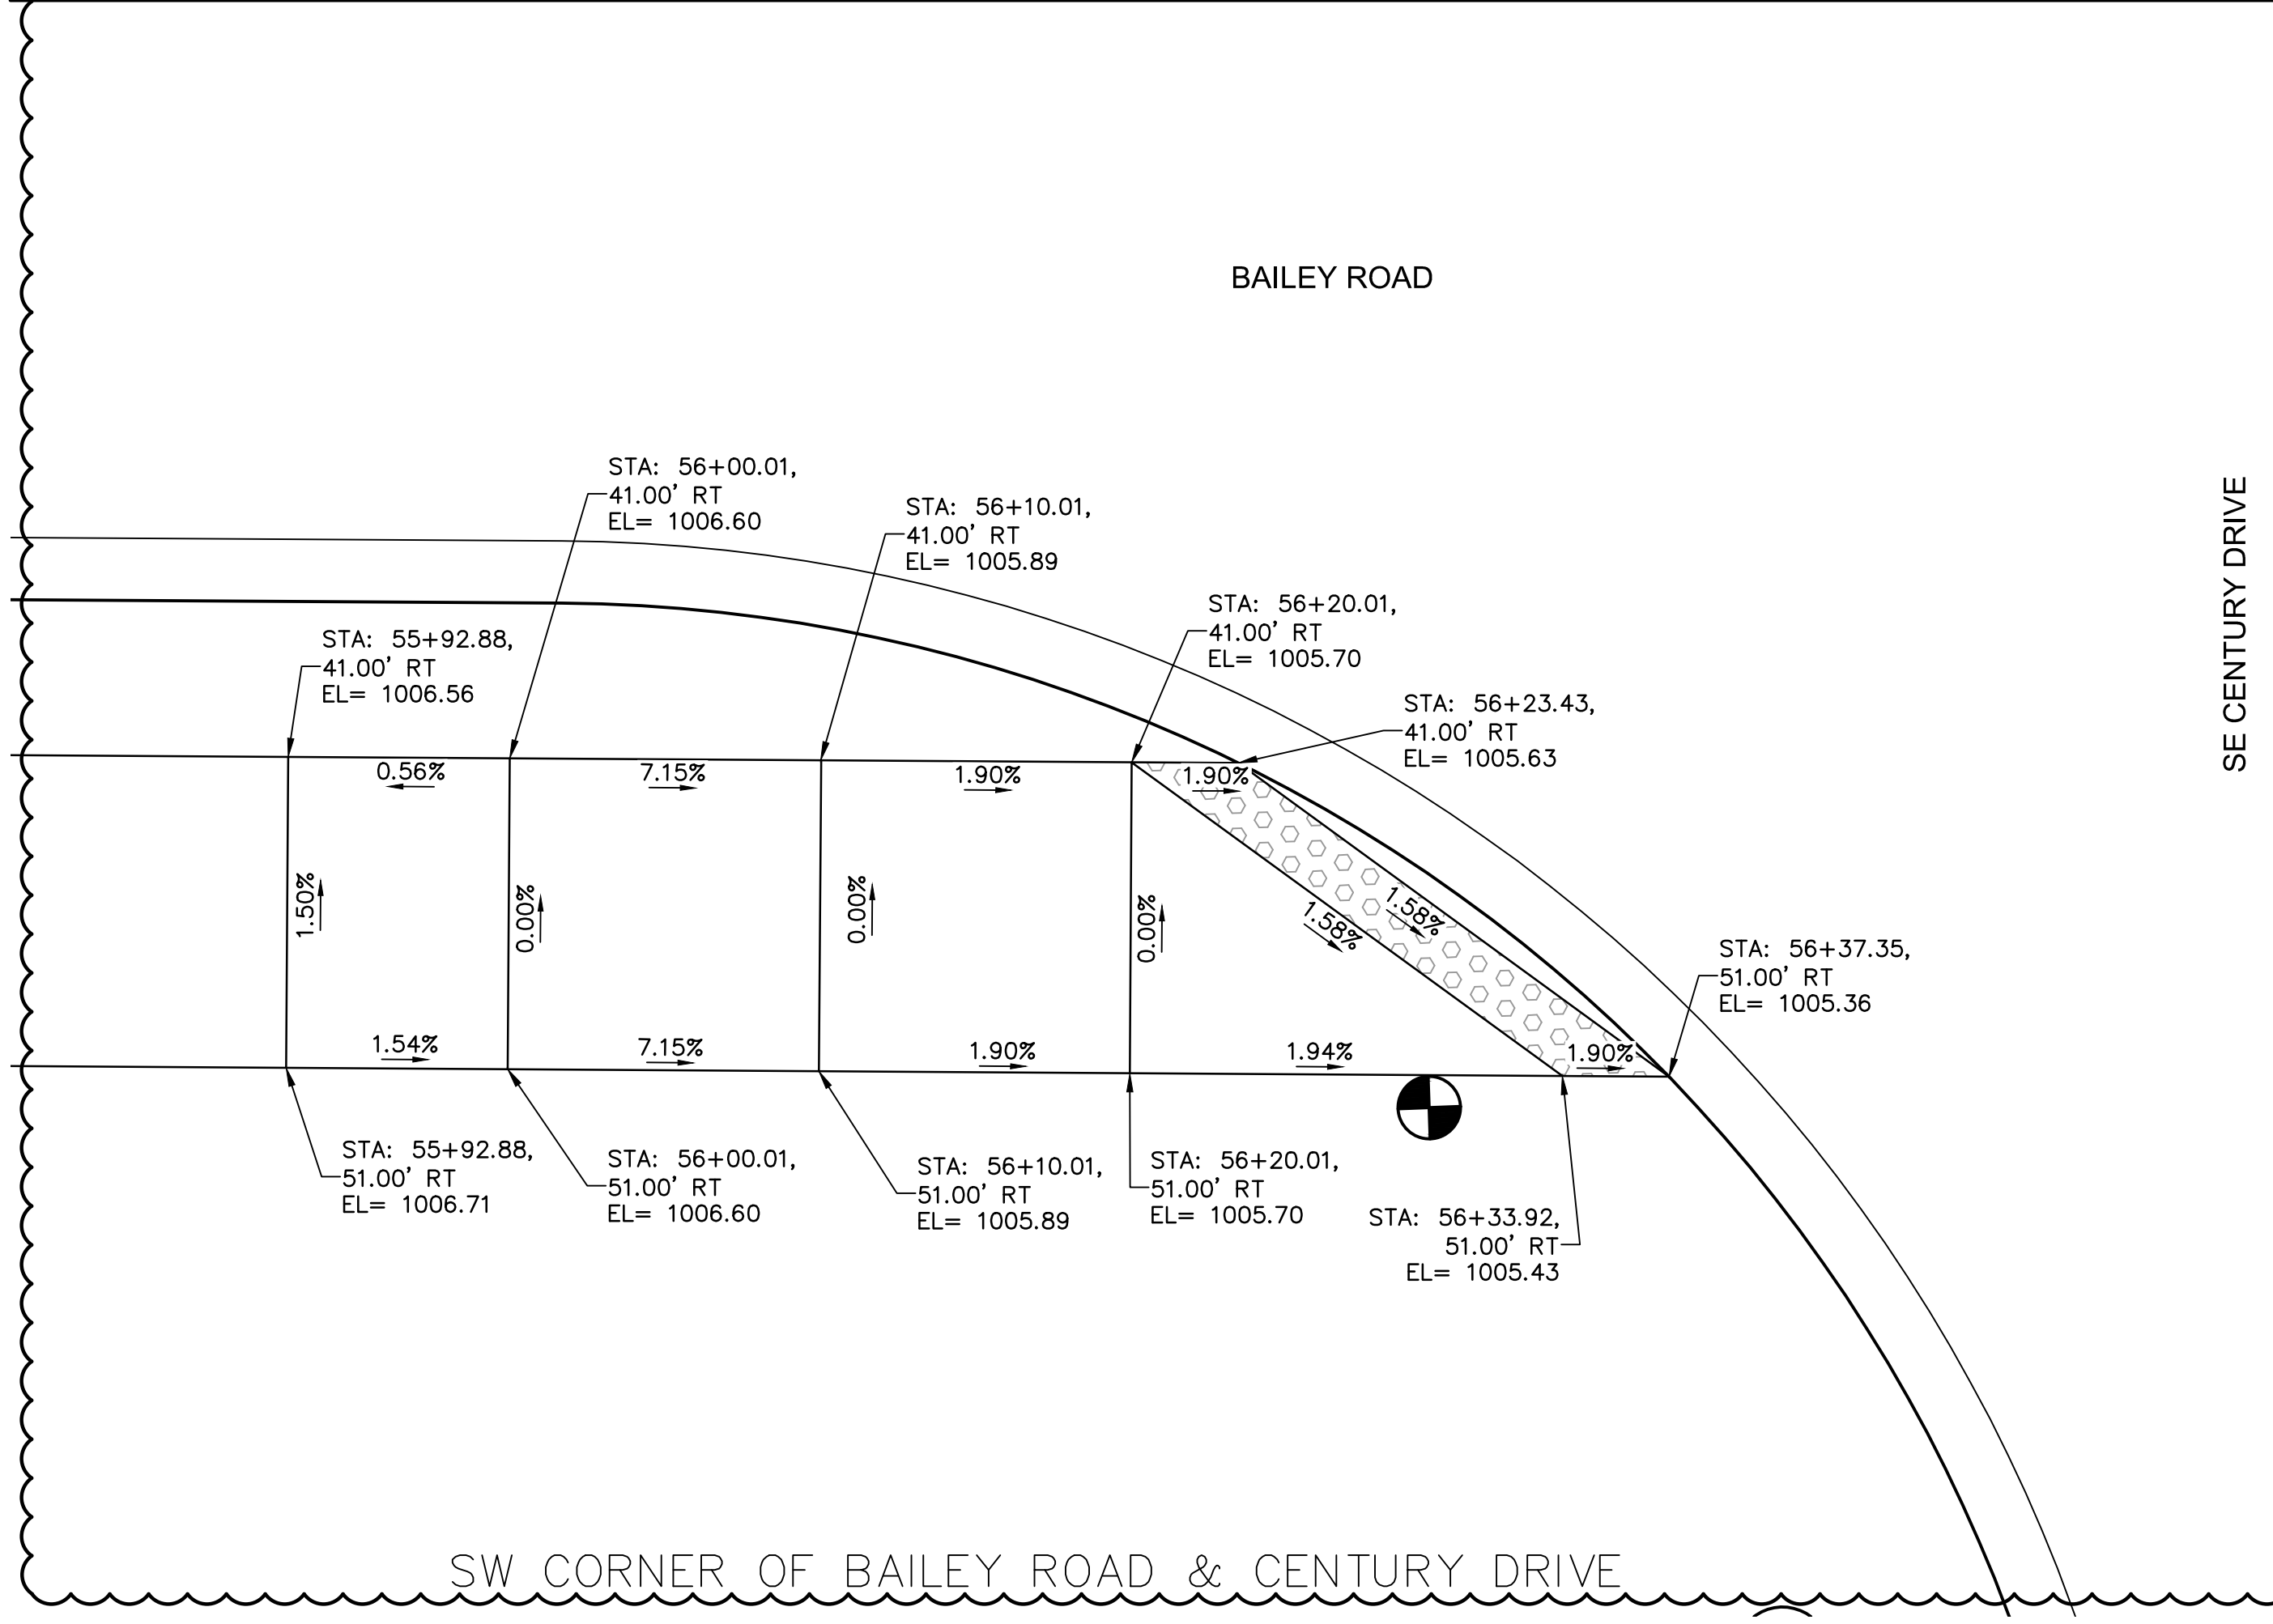 BAILEY ROAD
SE CENTURY DRIVE
STA: 56+00.01,
41.00' RT
EL= 1006.60
STA: 56+10.01,
41.00' RT
EL= 1005.89
STA: 56+20.01,
41.00' RT
EL= 1005.70
STA: 55+92.88,
41.00' RT
EL= 1006.56
STA: 56+23.43,
41.00' RT
EL= 1005.63
0.56%
7.15%
1.90%
1.90%
1.50%
0.00%
0.00%
0.00%
1.58%
1.58%
STA: 56+37.35,
51.00' RT
EL= 1005.36
1.54%
7.15%
1.90%
1.94%
1.90%
STA: 55+92.88,
51.00' RT
EL= 1006.71
STA: 56+00.01,
51.00' RT
EL= 1006.60
STA: 56+10.01,
51.00' RT
EL= 1005.89
STA: 56+20.01,
51.00' RT
EL= 1005.70
STA: 56+33.92,
51.00' RT
EL= 1005.43
SW CORNER OF BAILEY ROAD & CENTURY DRIVE